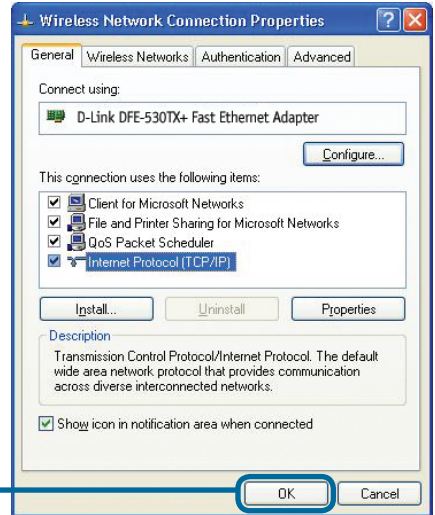 Wireless Network Connection Properties
General Wireless Networks Authentication Advanced
Connect using:
D-Link DFE-530TX+ Fast Ethernet Adapter
Configure...
This connection uses the following items:
Client for Microsoft Networks
File and Printer Sharing for Microsoft Networks
QoS Packet Scheduler
Internet Protocol (TCP/IP)
Install... Uninstall Properties
Description
Transmission Control Protocol/Internet Protocol. The default
wide area network protocol that provides communication
across diverse interconnected networks.
Show icon in notification area when connected
OK Cancel